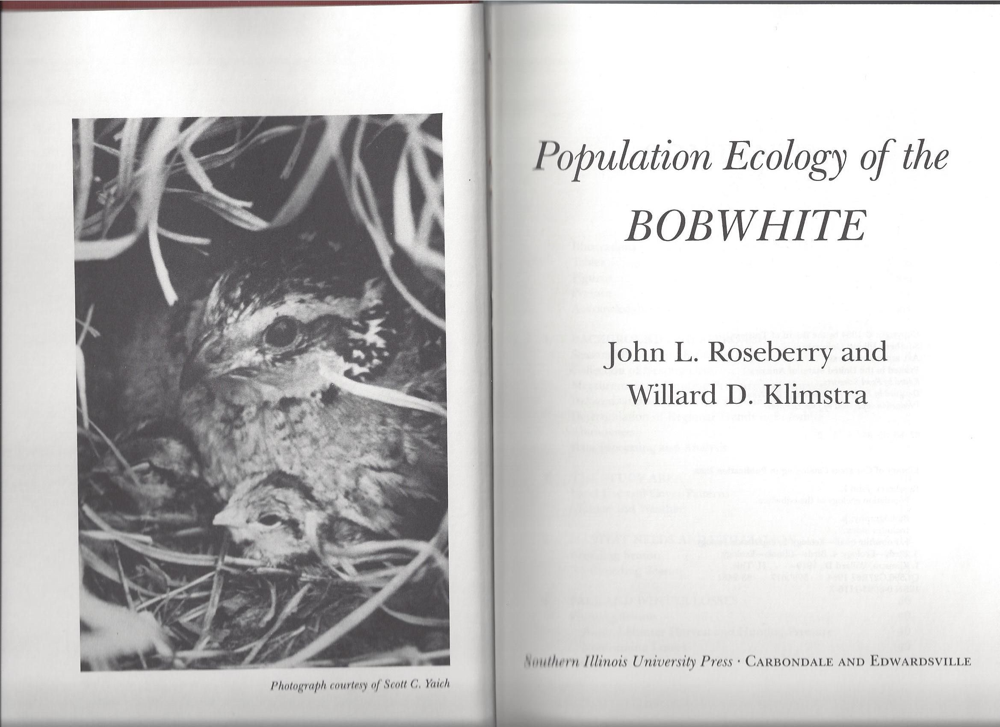 Photograph courtesy of Scott C. Yaich
Population Ecology of the
BOBWHITE
John L. Roseberry and
Willard D. Klimstra
Southern Illinois University Press · CARBONDALE AND EDWARDSVILLE